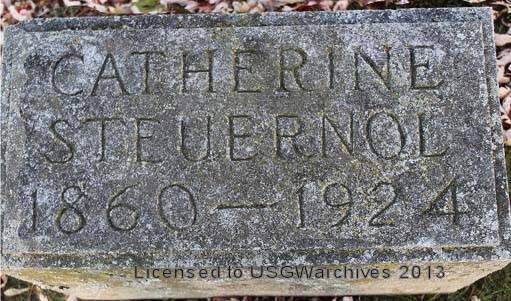 CATHERINE
STEUERNOL
1860—1924
Licensed to USGWarchives 2013